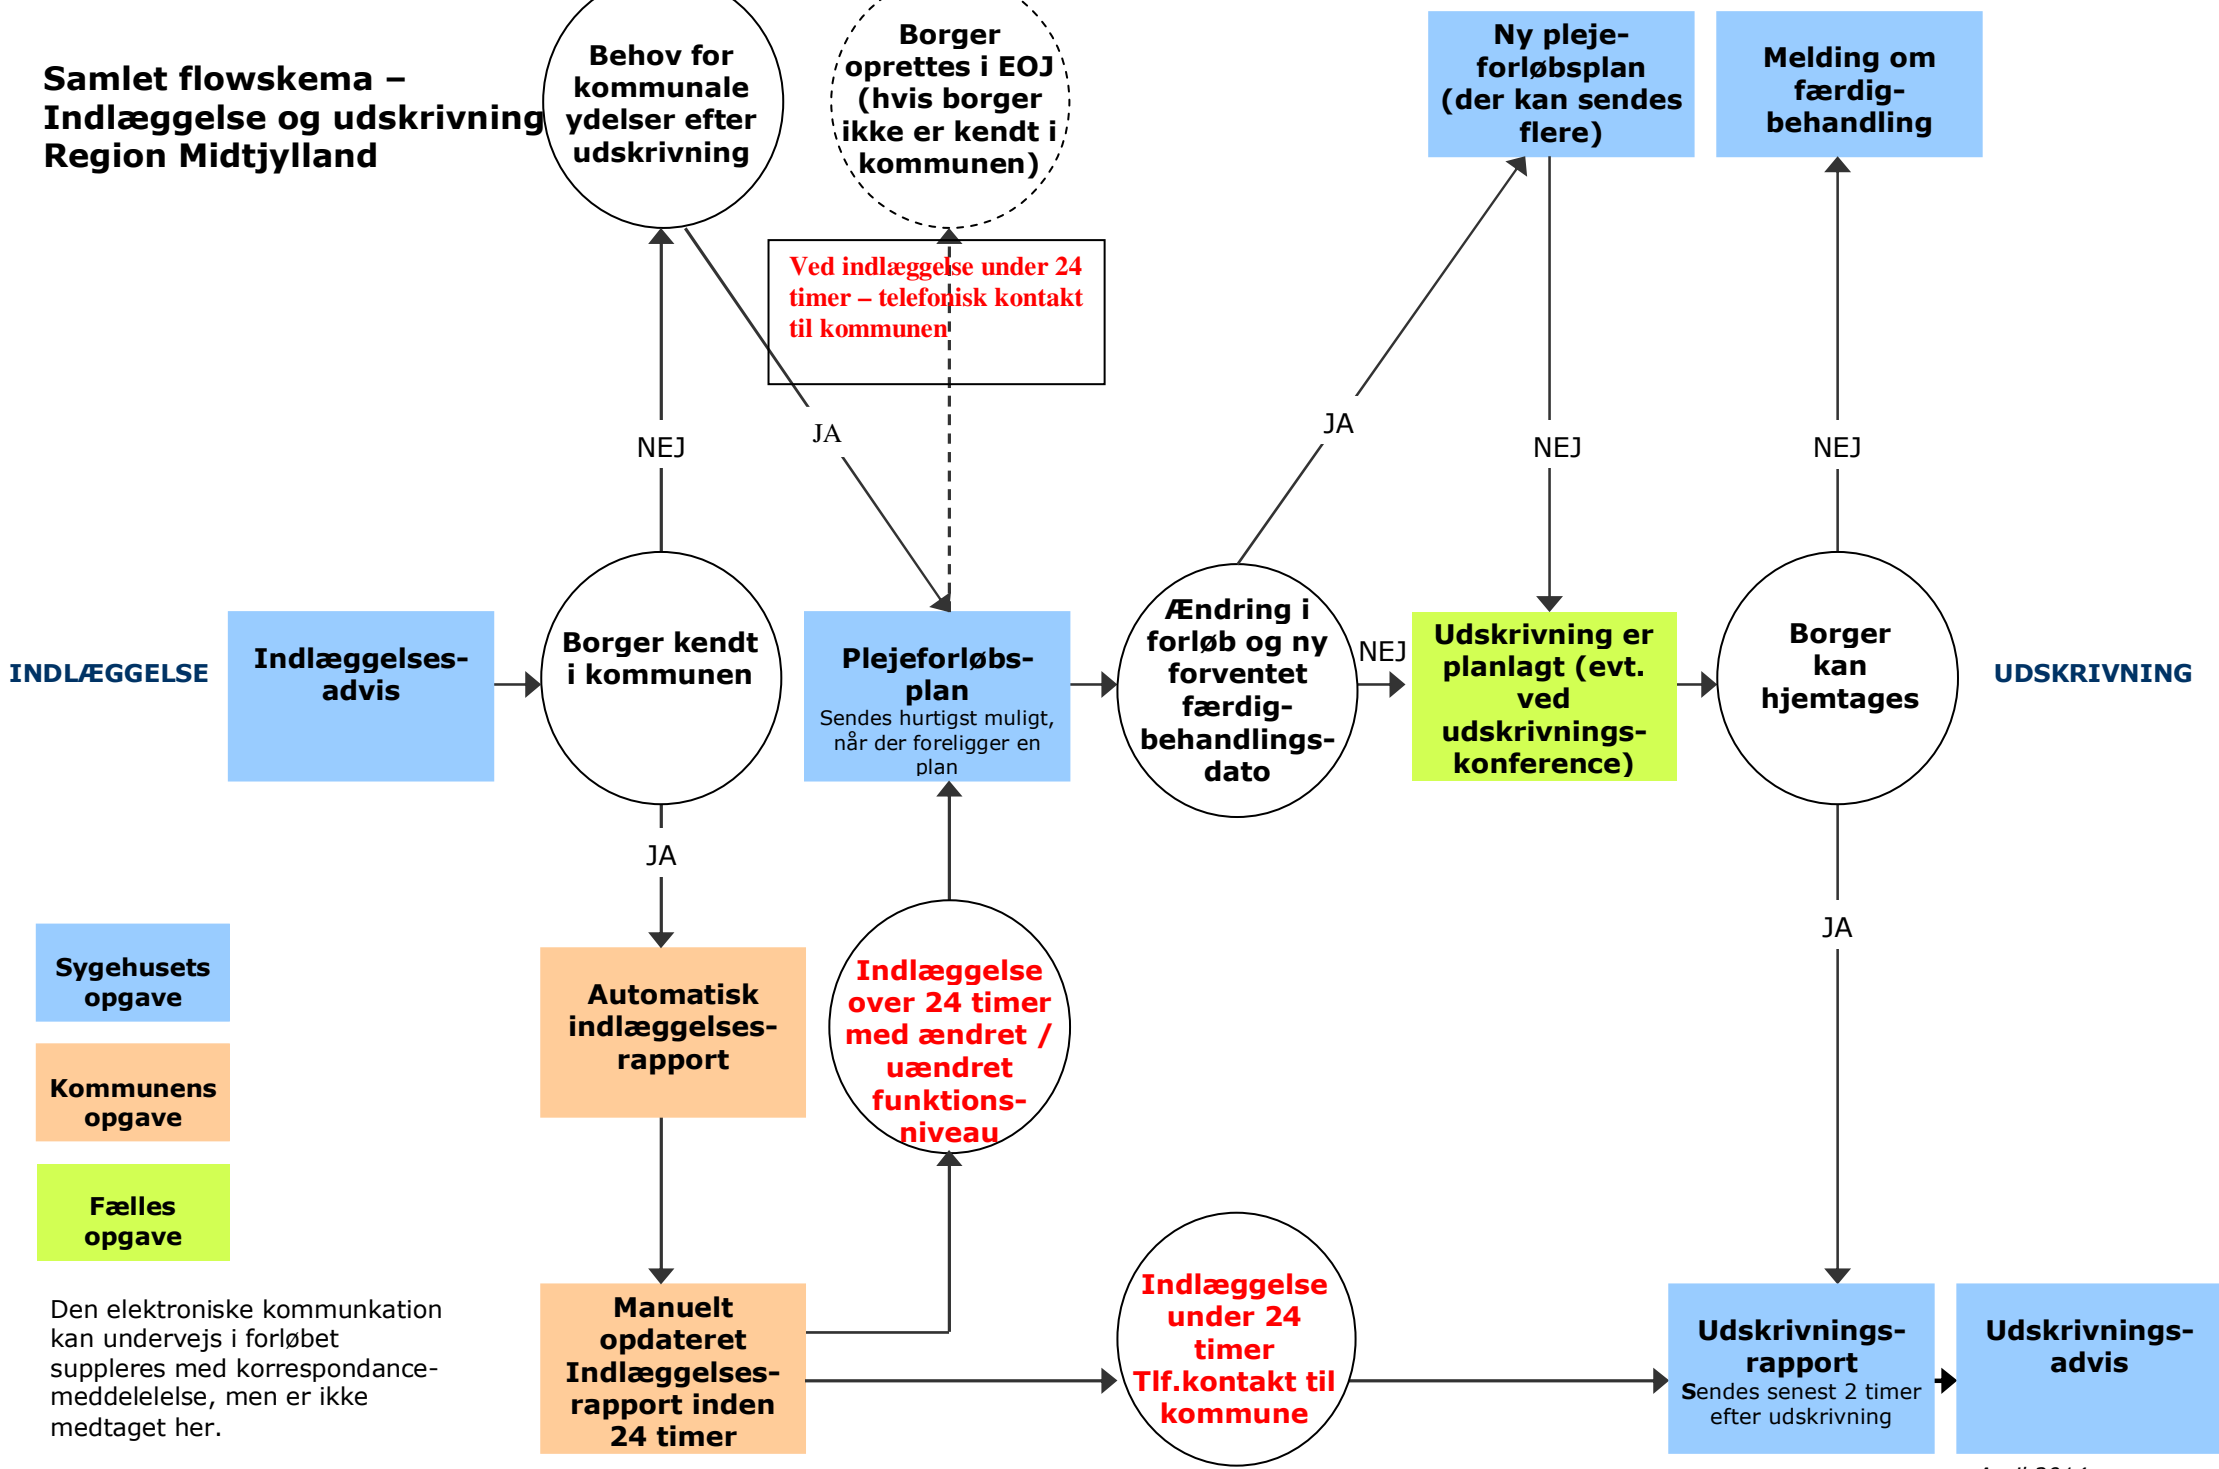 Samlet flowskema –
Indlæggelse og udskrivning
Region Midtjylland
Behov for
kommunale
ydelser efter
udskrivning
Borger
oprettes i EOJ
(hvis borger
ikke er kendt i
kommunen)
Ny pleje-
forløbsplan
(der kan sendes
flere)
Melding om
færdig-
behandling
Ved indlæggelse under 24
timer – telefonisk kontakt
til kommunen
NEJ
JA
JA
NEJ
NEJ
INDLÆGGELSE
Indlæggelses-
advis
Borger kendt
i kommunen
Plejeforløbs-
plan
Sendes hurtigst muligt,
når der foreligger en
plan
Ændring i
forløb og ny
forventet
færdig-
behandlings-
dato
NEJ
Udskrivning er
planlagt (evt.
ved
udskrivnings-
konference)
Borger
kan
hjemtages
UDSKRIVNING
JA
JA
Sygehusets
opgave
Kommunens
opgave
Fælles
opgave
Automatisk
indlæggelses-
rapport
Indlæggelse
over 24 timer
med ændret /
uændret
funktions-
niveau
Den elektroniske kommunkation
kan undervejs i forløbet
suppleres med korrespondance-
meddelelelse, men er ikke
medtaget her.
Manuelt
opdateret
Indlæggelses-
rapport inden
24 timer
Indlæggelse
under 24
timer
Tlf.kontakt til
kommune
Udskrivnings-
rapport
Sendes senest 2 timer
efter udskrivning
Udskrivnings-
advis